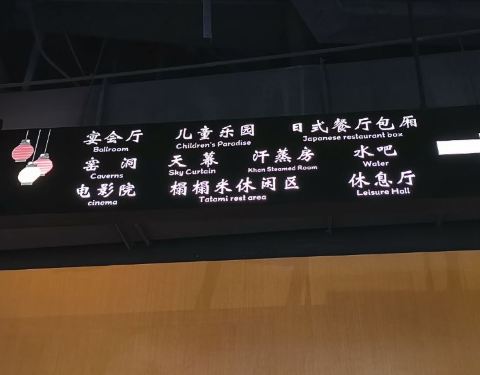 宴会厅 儿童乐园 日式餐厅包厢
Ballroom Children's Paradise Japanese restaurant box
窑洞 天幕 汗蒸房 水吧
Caverns Sky Curtain Khan Steamed Room Water
电影院 榻榻米休闲区 休息厅
cinema Tatami rest area Leisure Hall